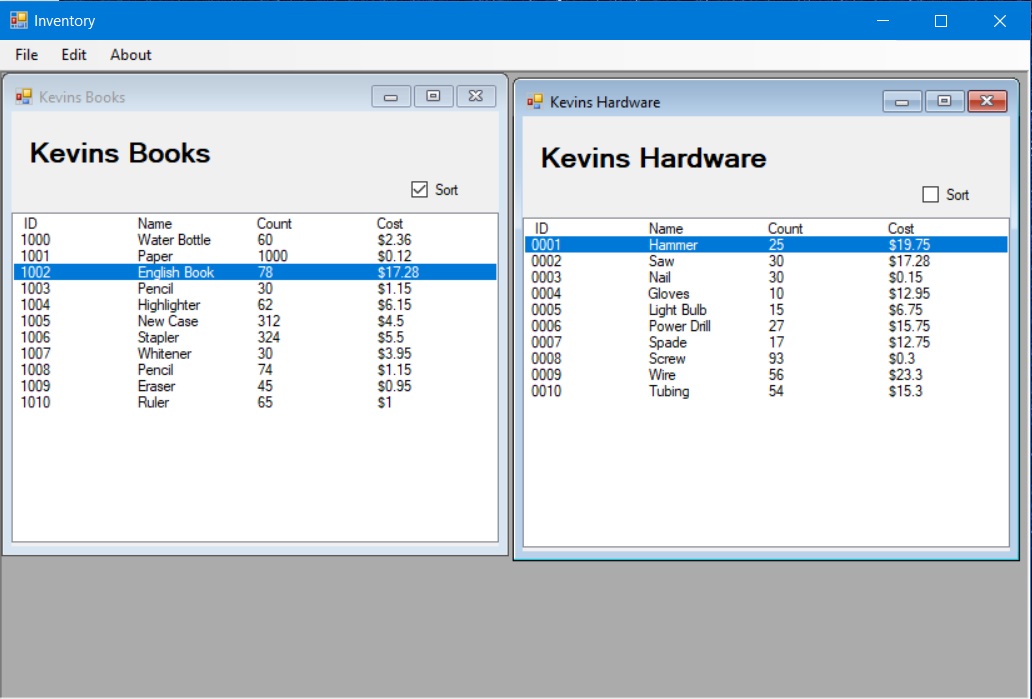 Inventory
File Edit About
Kevins Books
Kevins Books
Sort
ID Name Count Cost
1000 Water Bottle 60 $2.36
1001 Paper 1000 $0.12
1002 English Book 78 $17.28
1003 Pencil 30 $1.15
1004 Highlighter 62 $6.15
1005 New Case 312 $4.5
1006 Stapler 324 $5.5
1007 Whitener 30 $3.95
1008 Pencil 74 $1.15
1009 Eraser 45 $0.95
1010 Ruler 65 $1
Kevins Hardware
Kevins Hardware
Sort
ID Name Count Cost
0001 Hammer 25 $19.75
0002 Saw 30 $17.28
0003 Nail 30 $0.15
0004 Gloves 10 $12.95
0005 Light Bulb 15 $6.75
0006 Power Drill 27 $15.75
0007 Spade 17 $12.75
0008 Screw 93 $0.3
0009 Wire 56 $23.3
0010 Tubing 54 $15.3